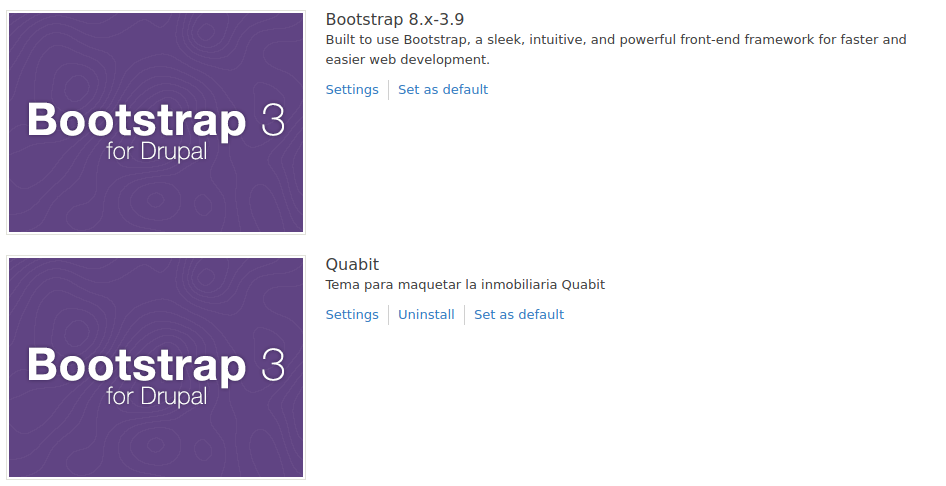 Bootstrap 3
for Drupal
Bootstrap 8.x-3.9
Built to use Bootstrap, a sleek, intuitive, and powerful front-end framework for faster and
easier web development.
Settings
Set as default
Bootstrap 3
for Drupal
Quabit
Tema para maquetar la inmobiliaria Quabit
Settings
Uninstall
Set as default